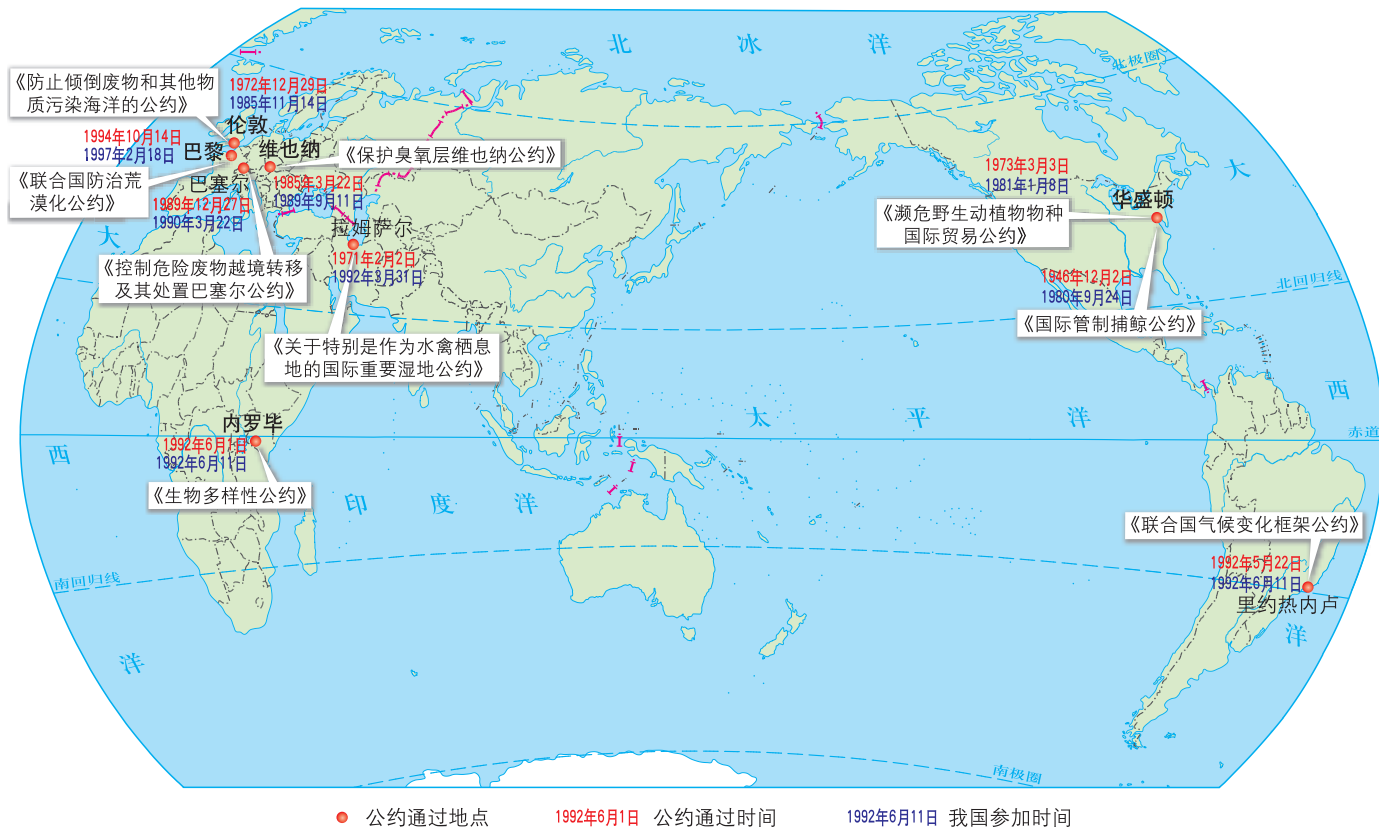 北冰洋
北极圈
《防止倾倒废物和其他物
质污染海洋的公约》
1972年12月29日
1985年11月14日
伦敦
1994年10月14日
1997年2月18日
巴黎
维也纳
《保护臭氧层维也纳公约》
《联合国防治荒
漠化公约》
巴塞尔
1985年3月22日
1989年9月11日
1989年12月27日
1990年3月22日
拉姆萨尔
1971年2月2日
1992年3月31日
1973年3月3日
1981年1月8日
华盛顿
《濒危野生动植物物种
国际贸易公约》
大
大
《控制危险废物越境转移
及其处置巴塞尔公约》
1946年12月2日
1980年9月24日
北回归线
《国际管制捕鲸公约》
《关于特别是作为水禽栖息
地的国际重要湿地公约》
西
太平洋
内罗毕
赤道
1992年6月1日
1992年6月11日
西
《生物多样性公约》
印度洋
《联合国气候变化框架公约》
1992年5月22日
1992年6月11日
里约热内卢
南回归线
洋
洋
南极圈
公约通过地点
1992年6月1日 公约通过时间
1992年6月11日 我国参加时间